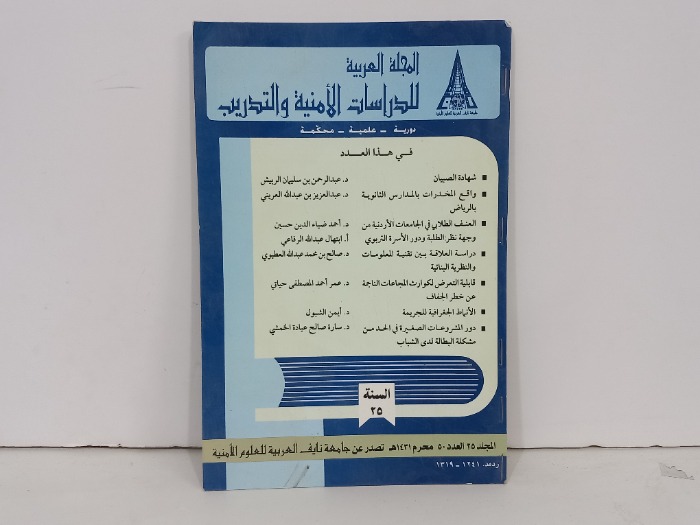 المجلة العربية
للدراسات الأمنية والتدريب
دورية - علمية - محكمة
في هذا العدد
شهادة الصبيان د. عبدالرحمن بن سليمان الربيش
واقع المخدرات بالمدارس الثانوية د. عبدالعزيز بن عبدالله العريني
بالرياض
العنف الطلابي في الجامعات الأردنية من د. أحمد ضياء الدين حسين
وجهة نظر الطلبة ودور الأسرة التربوي أ. ابتهال عبدالله الرفاعي
دراسة العلاقة بين تقنية المعلومات د. صالح بن محمد عبدالله العطيوي
والنظرية البنائية
قابلية التعرض لكوارث المجاعات الناجمة د. عمر أحمد المصطفى حياتي
عن خطر الجفاف
الأنماط الجغرافية للجريمة د. أيمن الشبول
دور المشروعات الصغيرة في الحد من د. سارة صالح عيادة الخمشي
مشكلة البطالة لدى الشباب
السنة
٢٥
المجلد ٢٥ العدد ٥٠ محرم ١٤٣١هـ تصدر عن جامعة نايف العربية للعلوم الأمنية
ردمد. ١٢٤١ - ١٣١٩